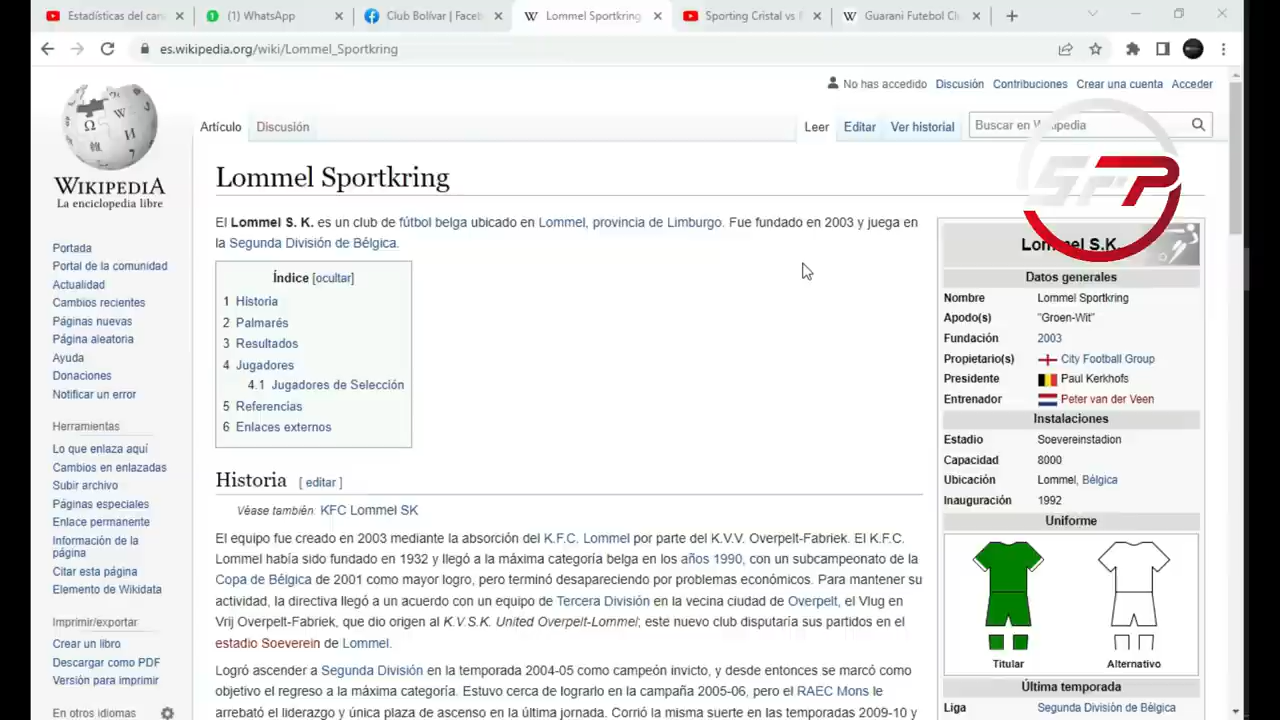 Estadísticas del can
(1) WhatsApp
Club Bolívar | Faceb
Lommel Sportkring
Sporting Cristal vs
Guarani Futebol Cl
es.wikipedia.org/wiki/Lommel_Sportkring
No has accedido Discusión Contribuciones Crear una cuenta Acceder
Artículo Discusión Leer Editar Ver historial Buscar en Wikipedia
WIKIPEDIA
La enciclopedia libre
SFP
Portada
Portal de la comunidad
Actualidad
Cambios recientes
Páginas nuevas
Página aleatoria
Ayuda
Donaciones
Notificar un error
Herramientas
Lo que enlaza aquí
Cambios en enlazadas
Subir archivo
Páginas especiales
Enlace permanente
Información de la
página
Citar esta página
Elemento de Wikidata
Imprimir/exportar
Crear un libro
Descargar como PDF
Versión para imprimir
En otros idiomas
Lommel Sportkring
El Lommel S. K. es un club de fútbol belga ubicado en Lommel, provincia de Limburgo. Fue fundado en 2003 y juega en
la Segunda División de Bélgica.
Índice [ocultar]
1 Historia
2 Palmarés
3 Resultados
4 Jugadores
4.1 Jugadores de Selección
5 Referencias
6 Enlaces externos
Historia [ editar ]
Véase también: KFC Lommel SK
El equipo fue creado en 2003 mediante la absorción del K.F.C. Lommel por parte del K.V.V. Overpelt-Fabriek. El K.F.C.
Lommel había sido fundado en 1932 y llegó a la máxima categoría belga en los años 1990, con un subcampeonato de la
Copa de Bélgica de 2001 como mayor logro, pero terminó desapareciendo por problemas económicos. Para mantener su
actividad, la directiva llegó a un acuerdo con un equipo de Tercera División en la vecina ciudad de Overpelt, el Vlug en
Vrij Overpelt-Fabriek, que dio origen al K.V.S.K. United Overpelt-Lommel; este nuevo club disputaría sus partidos en el
estadio Soeverein de Lommel.
Logró ascender a Segunda División en la temporada 2004-05 como campeón invicto, y desde entonces se marcó como
objetivo el regreso a la máxima categoría. Estuvo cerca de lograrlo en la campaña 2005-06, pero el RAEC Mons le
arrebató el liderazgo y única plaza de ascenso en la última jornada. Corrió la misma suerte en las temporadas 2009-10 y
Lommel S.K.
Datos generales
Nombre Lommel Sportkring
Apodo(s) "Groen-Wit"
Fundación 2003
Propietario(s) City Football Group
Presidente Paul Kerkhofs
Entrenador Peter van der Veen
Instalaciones
Estadio Soevereinstadion
Capacidad 8000
Ubicación Lommel, Bélgica
Inauguración 1992
Uniforme
Titular Alternativo
Última temporada
Liga Segunda División de Bélgica